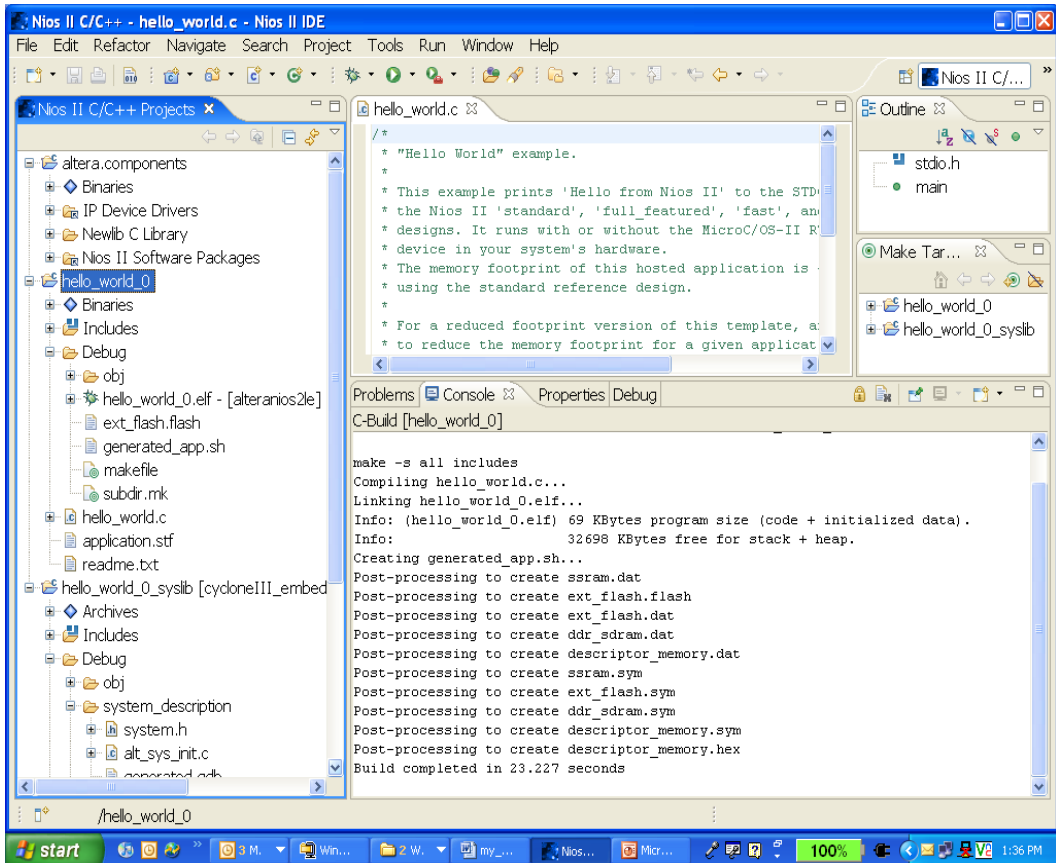 Nios II C/C++ - hello_world.c - Nios II IDE
File Edit Refactor Navigate Search Project Tools Run Window Help
Nios II C/...
Nios II C/C++ Projects
altera.components
Binaries
IP Device Drivers
Newlib C Library
Nios II Software Packages
hello_world_0
Binaries
Includes
Debug
obj
hello_world_0.elf - [alteranios2le]
ext_flash.flash
generated_app.sh
makefile
subdir.mk
hello_world.c
application.stf
readme.txt
hello_world_0_syslib [cycloneIII_embed
Archives
Includes
Debug
obj
system_description
system.h
alt_sys_init.c
hello_world.c
/*
* "Hello World" example.
*
* This example prints 'Hello from Nios II' to the STD
* the Nios II 'standard', 'full_featured', 'fast', an
* designs. It runs with or without the MicroC/OS-II R
* device in your system's hardware.
* The memory footprint of this hosted application is
* using the standard reference design.
*
* For a reduced footprint version of this template, a
* to reduce the memory footprint for a given applicat
Outline
stdio.h
main
Make Tar...
hello_world_0
hello_world_0_syslib
Problems Console Properties Debug
C-Build [hello_world_0]
make -s all includes
Compiling hello_world.c...
Linking hello_world_0.elf...
Info: (hello_world_0.elf) 69 KBytes program size (code + initialized data).
Info: 32698 KBytes free for stack + heap.
Creating generated_app.sh...
Post-processing to create ssram.dat
Post-processing to create ext_flash.flash
Post-processing to create ext_flash.dat
Post-processing to create ddr_sdram.dat
Post-processing to create descriptor_memory.dat
Post-processing to create ssram.sym
Post-processing to create ext_flash.sym
Post-processing to create ddr_sdram.sym
Post-processing to create descriptor_memory.sym
Post-processing to create descriptor_memory.hex
Build completed in 23.227 seconds
/hello_world_0
start 3 M. Win... 2 W. my_... Nios... Micr... 100% 1:36 PM